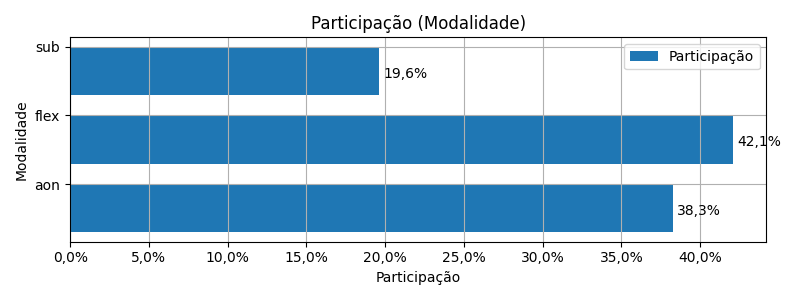 Participação (Modalidade)
Participação
Modalidade
sub
19,6%
flex
42,1%
aon
38,3%
0,0% 5,0% 10,0% 15,0% 20,0% 25,0% 30,0% 35,0% 40,0%
Participação